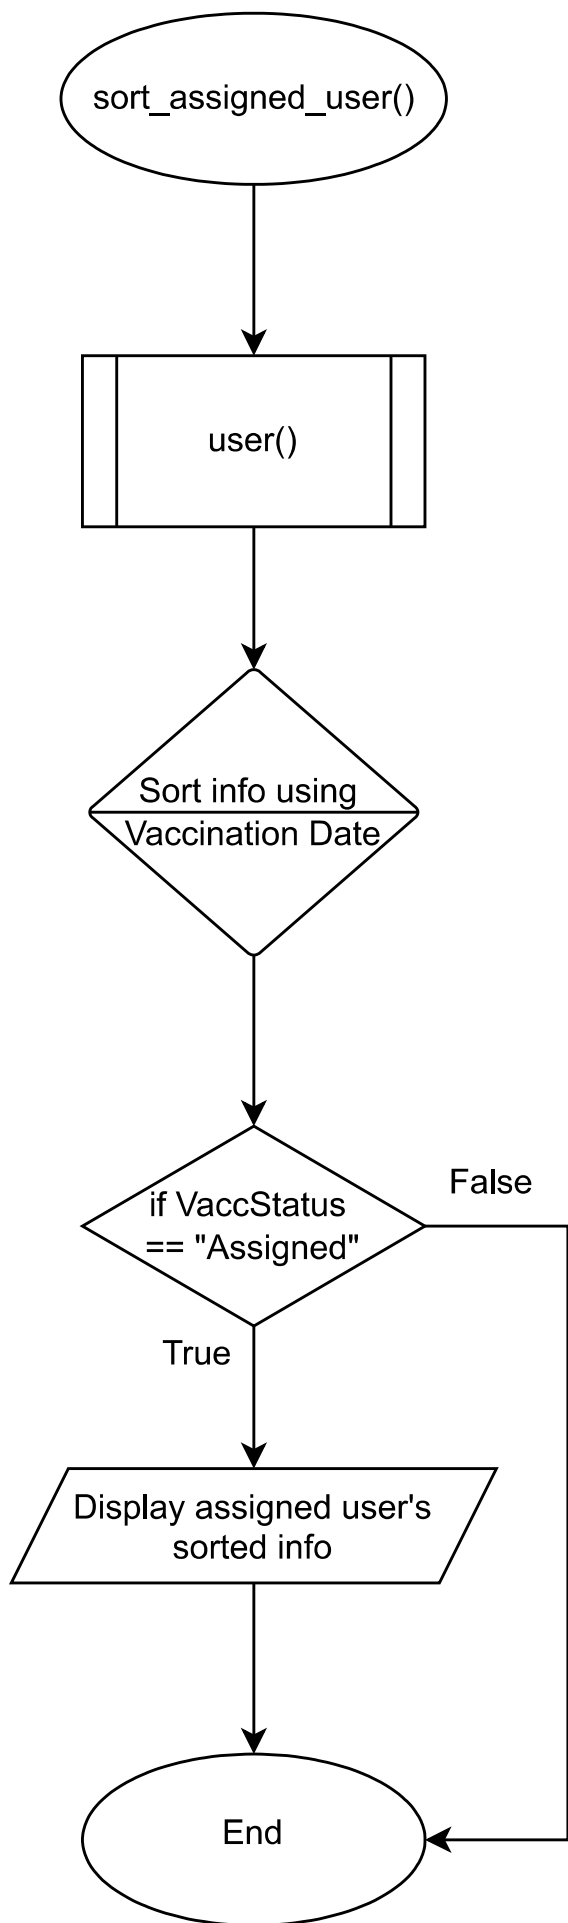 sort_assigned_user()
user()
Sort info using
Vaccination Date
if VaccStatus
== "Assigned"
False
True
Display assigned user's
sorted info
End